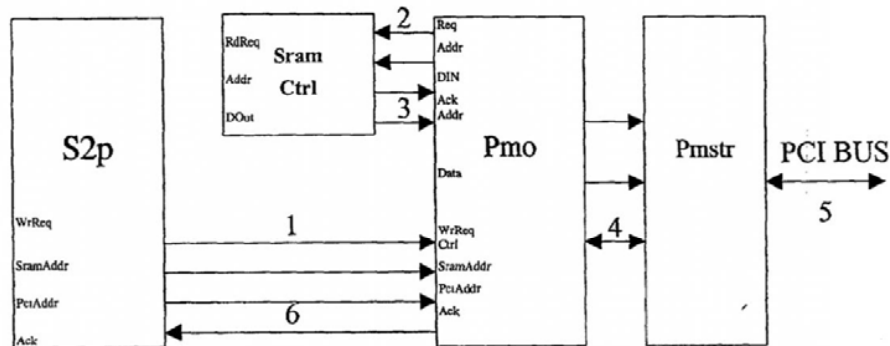 S2p
WrReq
SramAddr
PciAddr
Ack
RdReq
Addr
DOut
Sram
Ctrl
2
3
Req
Addr
DIN
Ack
Addr
Data
WrReq
Ctrl
SramAddr
PciAddr
Ack
Pmo
1
6
4
Pmstr
PCI BUS
5